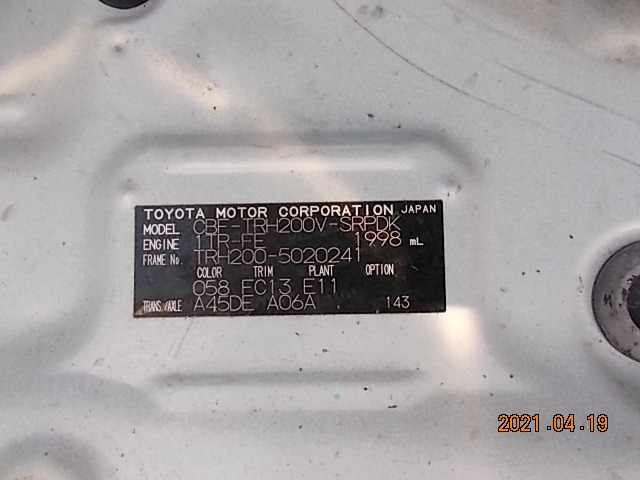 TOYOTA MOTOR CORPORATION JAPAN
MODEL CBF-TRH200V-SRPDK
ENGINE 1TR-FE 1998 mL
FRAME No. TRH200-5020241
COLOR TRIM PLANT OPTION
058 FC13 E11
TRANS./AXLE A45DE A06A 143
2021.04.19